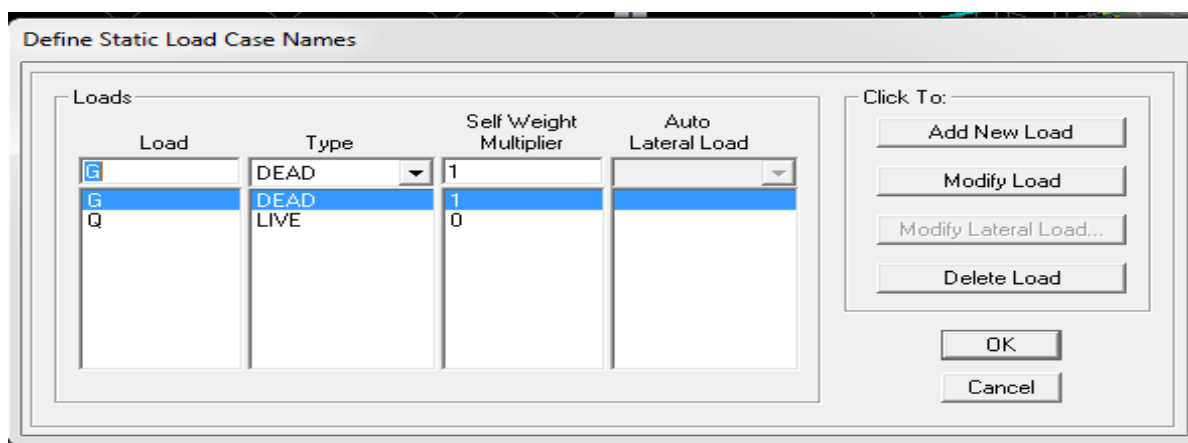 Define Static Load Case Names
Loads
Click To:
Load Type Self Weight Multiplier Auto Lateral Load
G DEAD 1
G DEAD 1
Q LIVE 0
Add New Load
Modify Load
Modify Lateral Load...
Delete Load
OK
Cancel